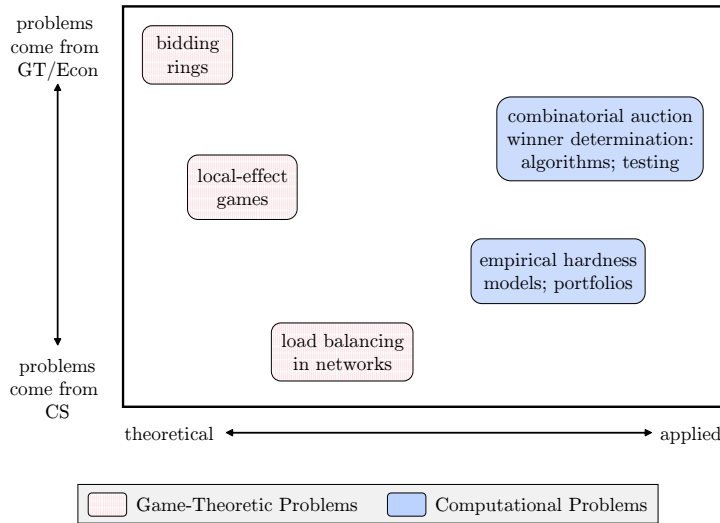 problems
come from
GT/Econ
bidding
rings
combinatorial auction
winner determination:
algorithms; testing
local-effect
games
empirical hardness
models; portfolios
load balancing
in networks
problems
come from
CS
theoretical
applied
Game-Theoretic Problems
Computational Problems